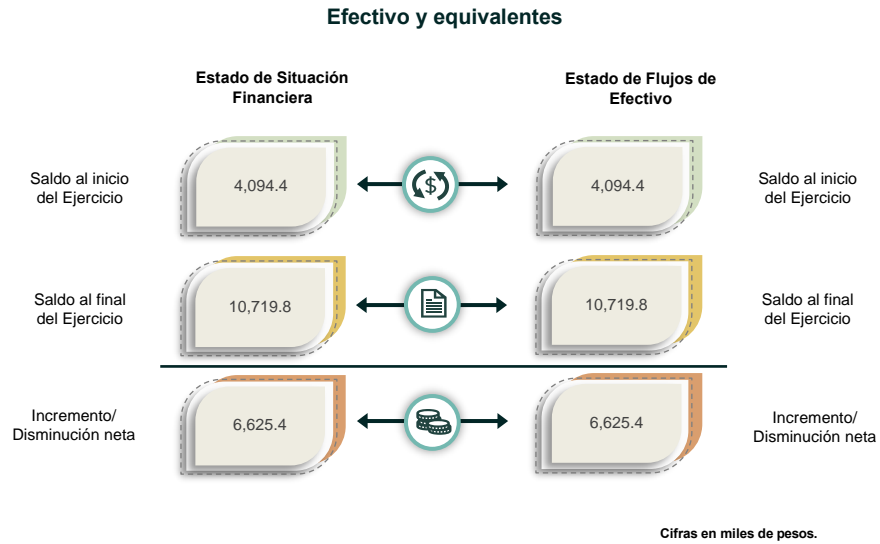 Efectivo y equivalentes
Estado de Situación
Financiera
Estado de Flujos de
Efectivo
Saldo al inicio
del Ejercicio
4,094.4
$
4,094.4
Saldo al inicio
del Ejercicio
Saldo al final
del Ejercicio
10,719.8
10,719.8
Saldo al final
del Ejercicio
Incremento/
Disminución neta
6,625.4
6,625.4
Incremento/
Disminución neta
Cifras en miles de pesos.